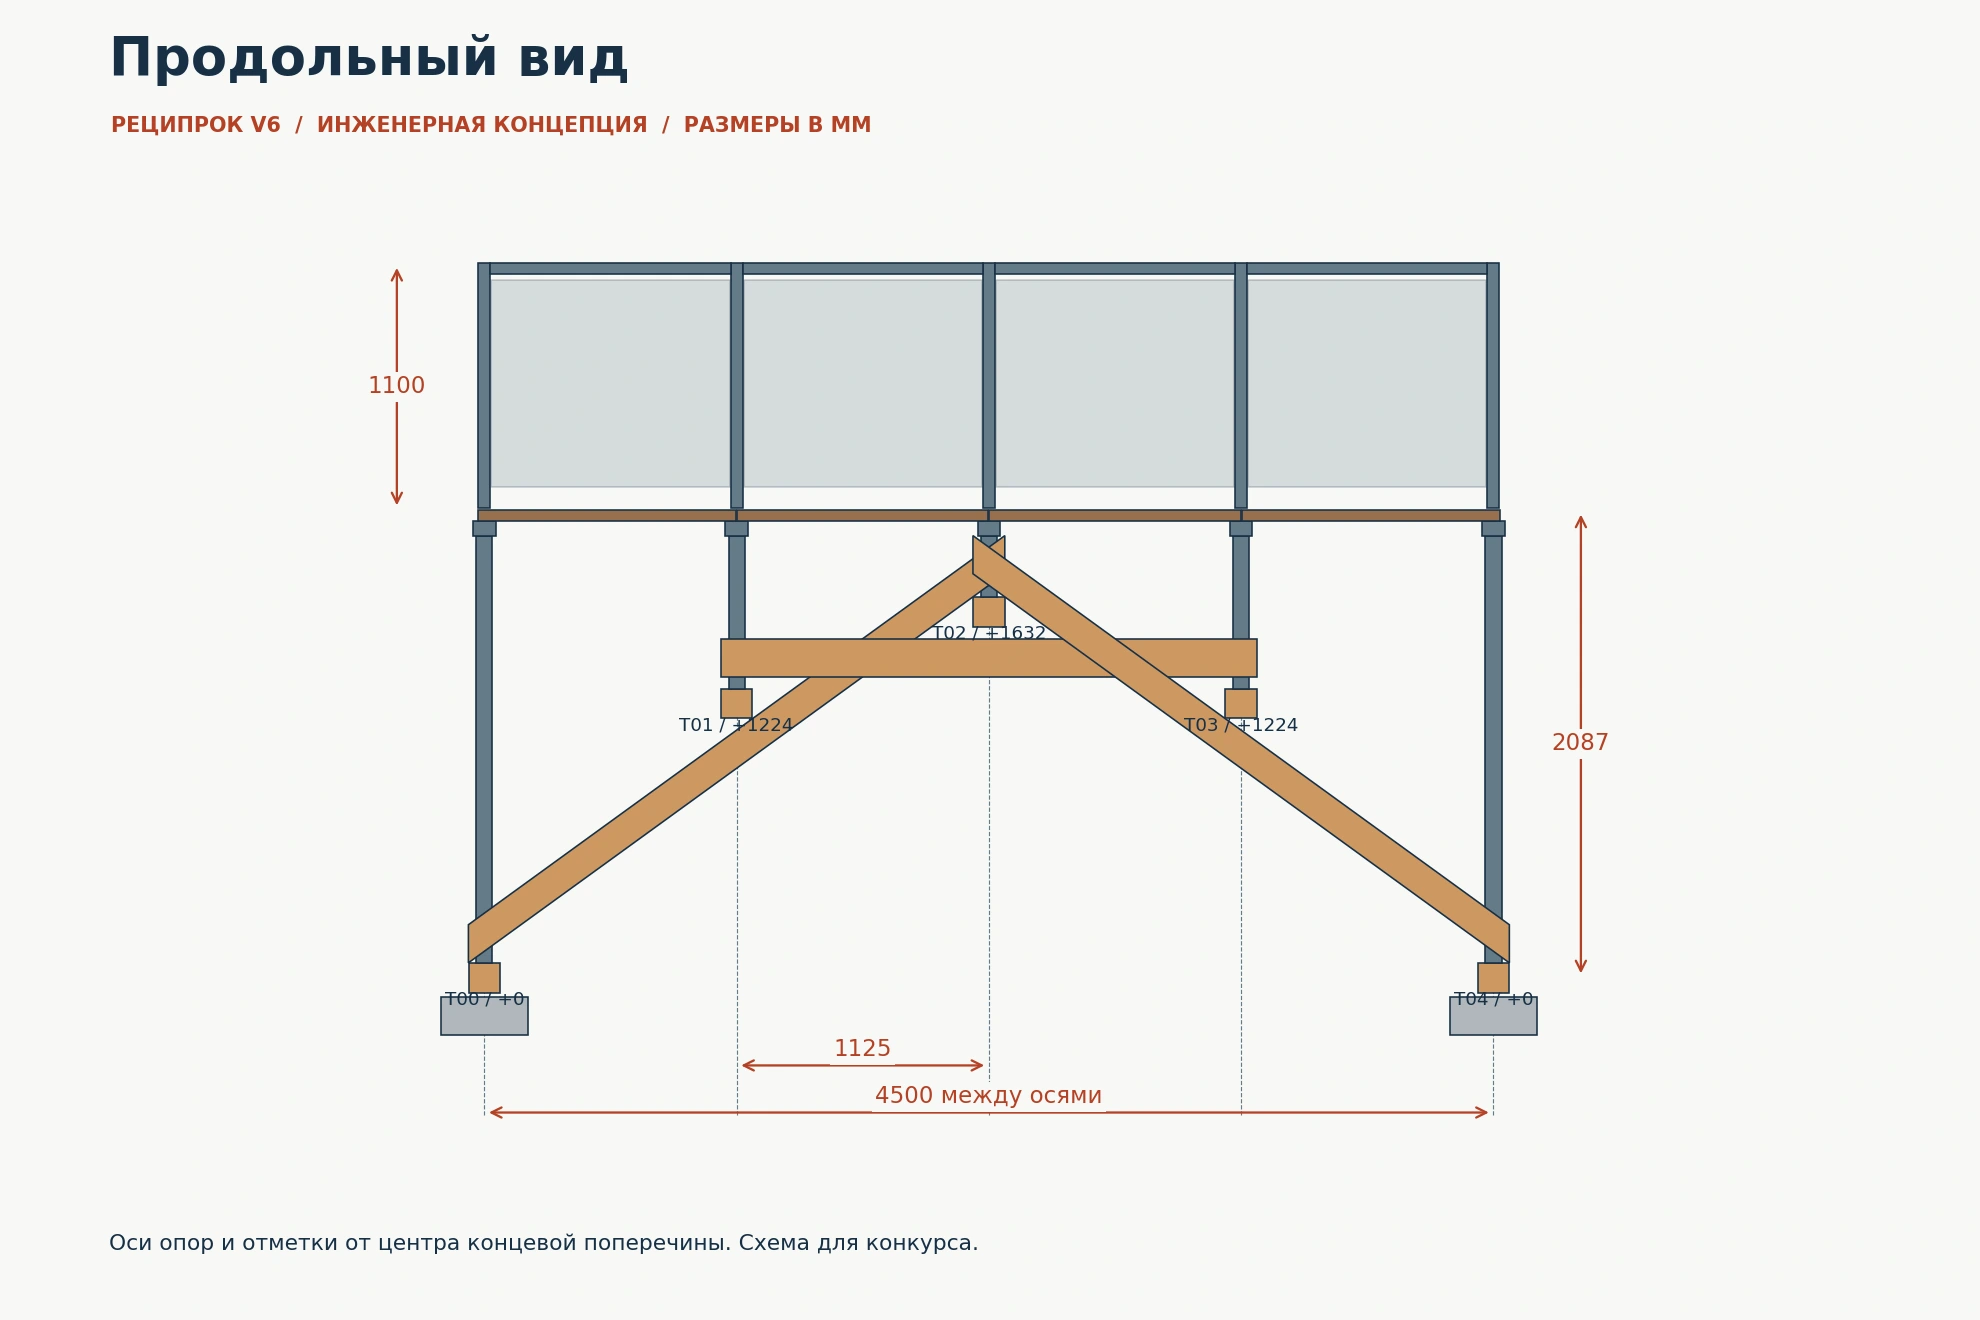 Продольный вид
РЕЦИПРОК V6 / ИНЖЕНЕРНАЯ КОНЦЕПЦИЯ / РАЗМЕРЫ В ММ
1100
T02 / +1632
T01 / +1224
T03 / +1224
2087
T00 / +0
T04 / +0
1125
4500 между осями
Оси опор и отметки от центра концевой поперечины. Схема для конкурса.